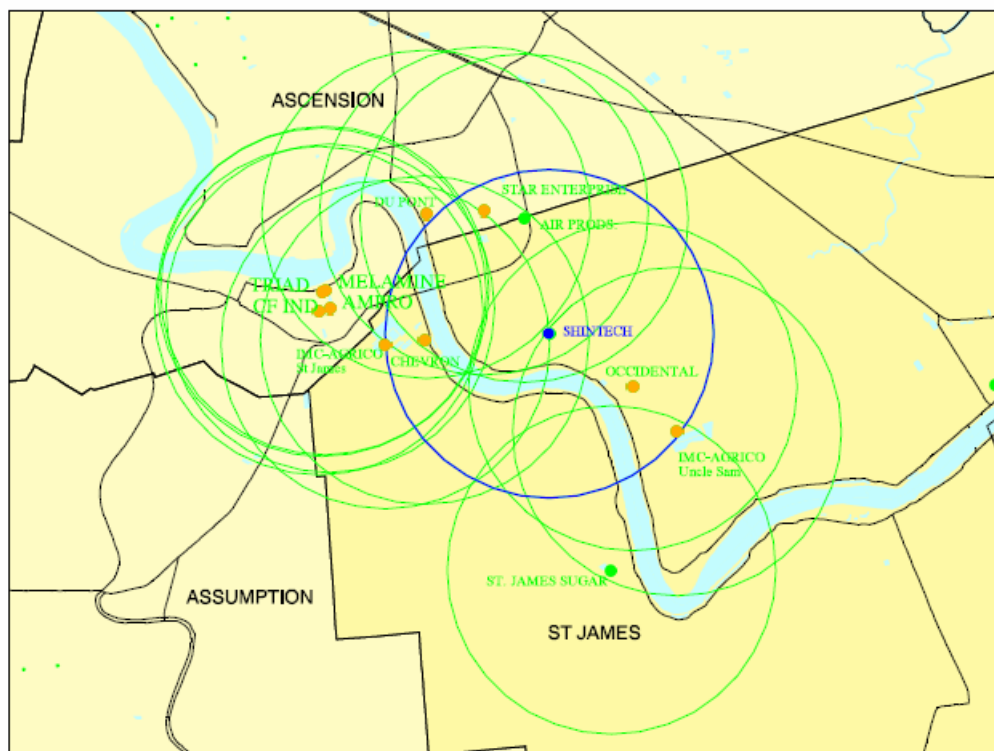 ASCENSION
STAR ENTERPRISE
DU PONT
AIR PRODS.
TRIAD
MELAMINE
CF IND
AMPRO
SHINTECH
IMC-AGRICO
St James
CHEVRON
OCCIDENTAL
IMC-AGRICO
Uncle Sam
ST. JAMES SUGAR
ASSUMPTION
ST JAMES